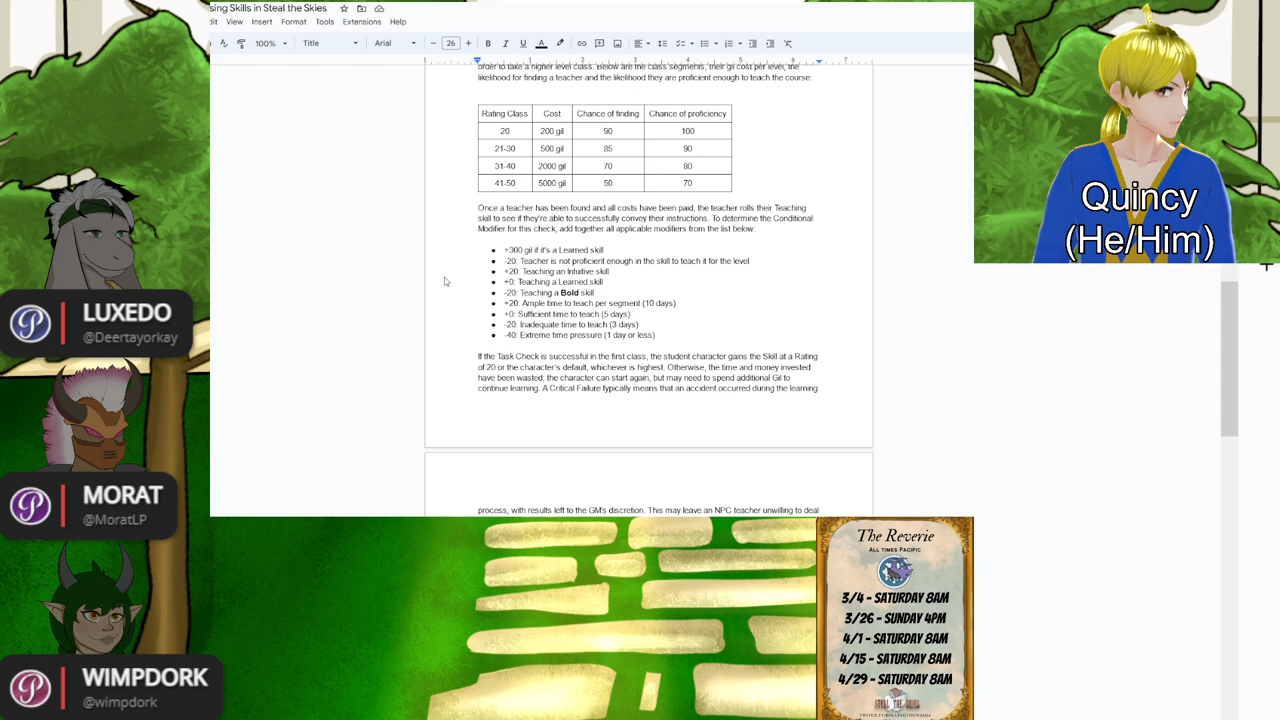 sing Skills in Steal the Skies
dit View Insert Format Tools Extensions Help
100% Title Arial 26 B I U A
1 1 2 3 4 5 6 7
order to take a higher level class. Below are the class segments, their gil cost per level, the
likelihood for finding a teacher and the likelihood they are proficient enough to teach the course:
Rating Class Cost Chance of finding Chance of proficiency
20 200 gil 90 100
21-30 500 gil 85 90
31-40 2000 gil 70 80
41-50 5000 gil 50 70
Once a teacher has been found and all costs have been paid, the teacher rolls their Teaching
skill to see if they're able to successfully convey their instructions. To determine the Conditional
Modifier for this check, add together all applicable modifiers from the list below:
+300 gil if it's a Learned skill
-20: Teacher is not proficient enough in the skill to teach it for the level
+20: Teaching an Intuitive skill
+0: Teaching a Learned skill
-20: Teaching a Bold skill
+20: Ample time to teach per segment (10 days)
+0: Sufficient time to teach (5 days)
-20: Inadequate time to teach (3 days)
-40: Extreme time pressure (1 day or less)
If the Task Check is successful in the first class, the student character gains the Skill at a Rating
of 20 or the character's default, whichever is highest. Otherwise, the time and money invested
have been wasted; the character can start again, but may need to spend additional Gil to
continue learning. A Critical Failure typically means that an accident occurred during the learning
process, with results left to the GM's discretion. This may leave an NPC teacher unwilling to deal
Quincy
(He/Him)
LUXEDO
@Deertayorkay
MORAT
@MoratLP
WIMPDORK
@wimpdork
The Reverie
ALL TIMES PACIFIC
3/4 - SATURDAY 8AM
3/26 - SUNDAY 4PM
4/1 - SATURDAY 8AM
4/15 - SATURDAY 8AM
4/29 - SATURDAY 8AM
STEAL THE SKIES